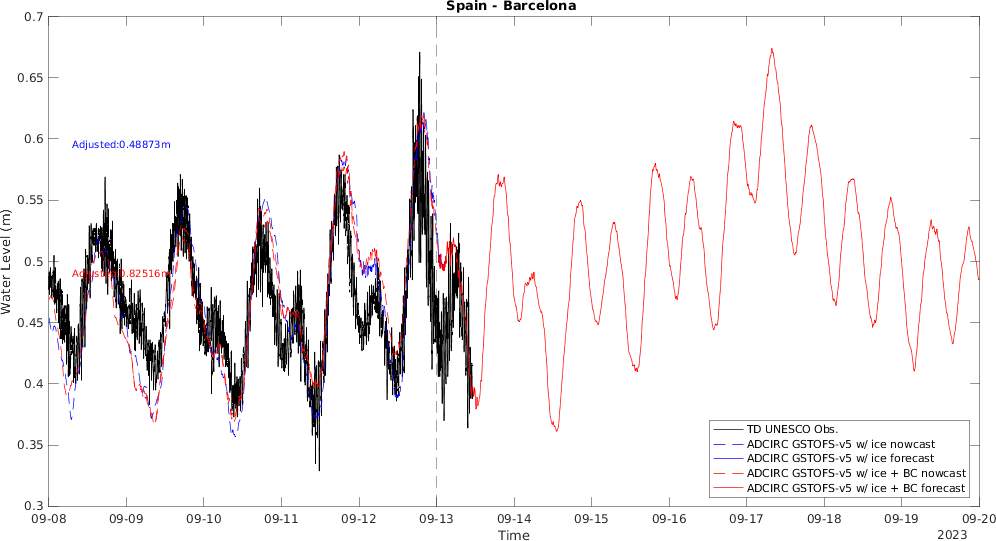 Spain - Barcelona
0.7
0.65
0.6
0.55
0.5
0.45
0.4
0.35
0.3
Water Level (m)
Adjusted:0.48873m
Adjusted:0.82516m
TD UNESCO Obs.
ADCIRC GSTOFS-v5 w/ ice nowcast
ADCIRC GSTOFS-v5 w/ ice forecast
ADCIRC GSTOFS-v5 w/ ice + BC nowcast
ADCIRC GSTOFS-v5 w/ ice + BC forecast
09-08 09-09 09-10 09-11 09-12 09-13 09-14 09-15 09-16 09-17 09-18 09-19 09-20
Time
2023